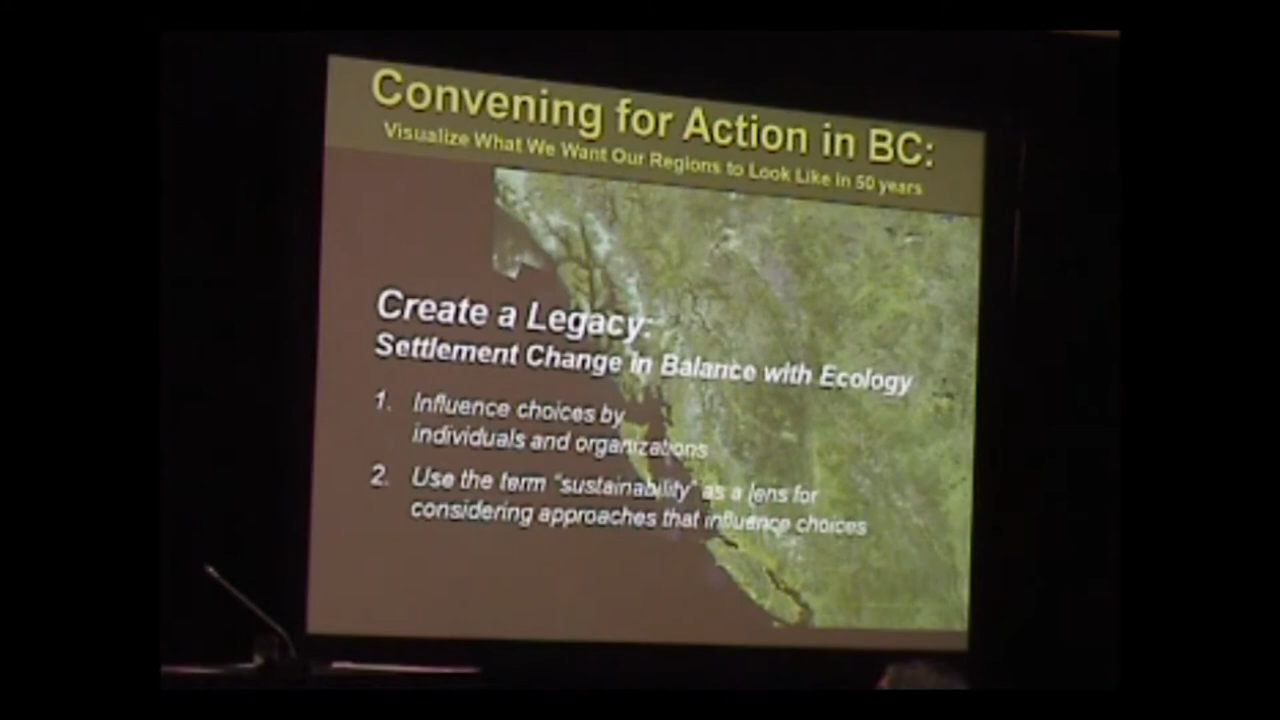 Convening for Action in BC:
Visualize What We Want Our Regions to Look Like in 50 years
Create a Legacy:
Settlement Change in Balance with Ecology
1. Influence choices by
individuals and organizations
2. Use the term "sustainability" as a lens for
considering approaches that influence choices